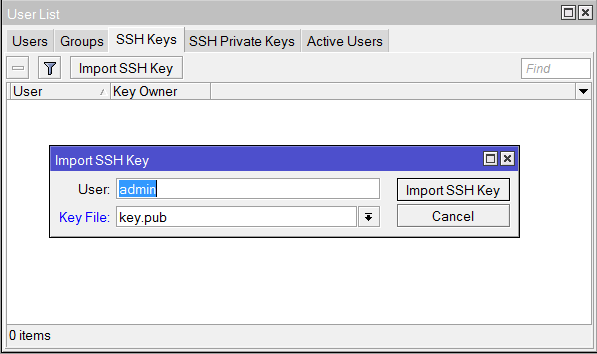 User List
Users Groups SSH Keys SSH Private Keys Active Users
Import SSH Key Find
User Key Owner
Import SSH Key
User: admin Import SSH Key
Key File: key.pub Cancel
0 items